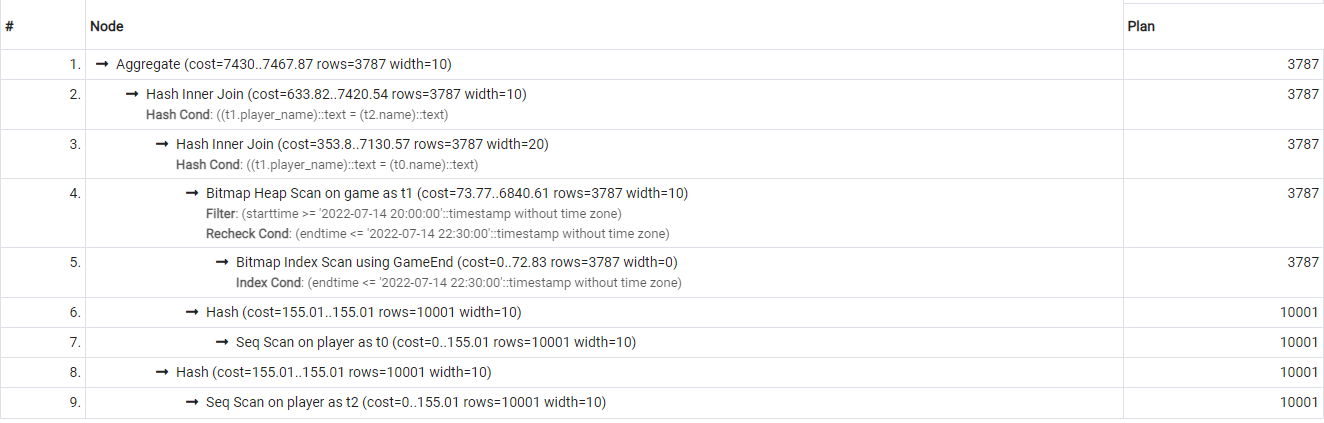 # Node Plan
1. → Aggregate (cost=7430..7467.87 rows=3787 width=10) 3787
2. → Hash Inner Join (cost=633.82..7420.54 rows=3787 width=10) 3787
Hash Cond: ((t1.player_name)::text = (t2.name)::text)
3. → Hash Inner Join (cost=353.8..7130.57 rows=3787 width=20) 3787
Hash Cond: ((t1.player_name)::text = (t0.name)::text)
4. → Bitmap Heap Scan on game as t1 (cost=73.77..6840.61 rows=3787 width=10) 3787
Filter: (starttime >= '2022-07-14 20:00:00'::timestamp without time zone)
Recheck Cond: (endtime <= '2022-07-14 22:30:00'::timestamp without time zone)
5. → Bitmap Index Scan using GameEnd (cost=0..72.83 rows=3787 width=0) 3787
Index Cond: (endtime <= '2022-07-14 22:30:00'::timestamp without time zone)
6. → Hash (cost=155.01..155.01 rows=10001 width=10) 10001
7. → Seq Scan on player as t0 (cost=0..155.01 rows=10001 width=10) 10001
8. → Hash (cost=155.01..155.01 rows=10001 width=10) 10001
9. → Seq Scan on player as t2 (cost=0..155.01 rows=10001 width=10) 10001